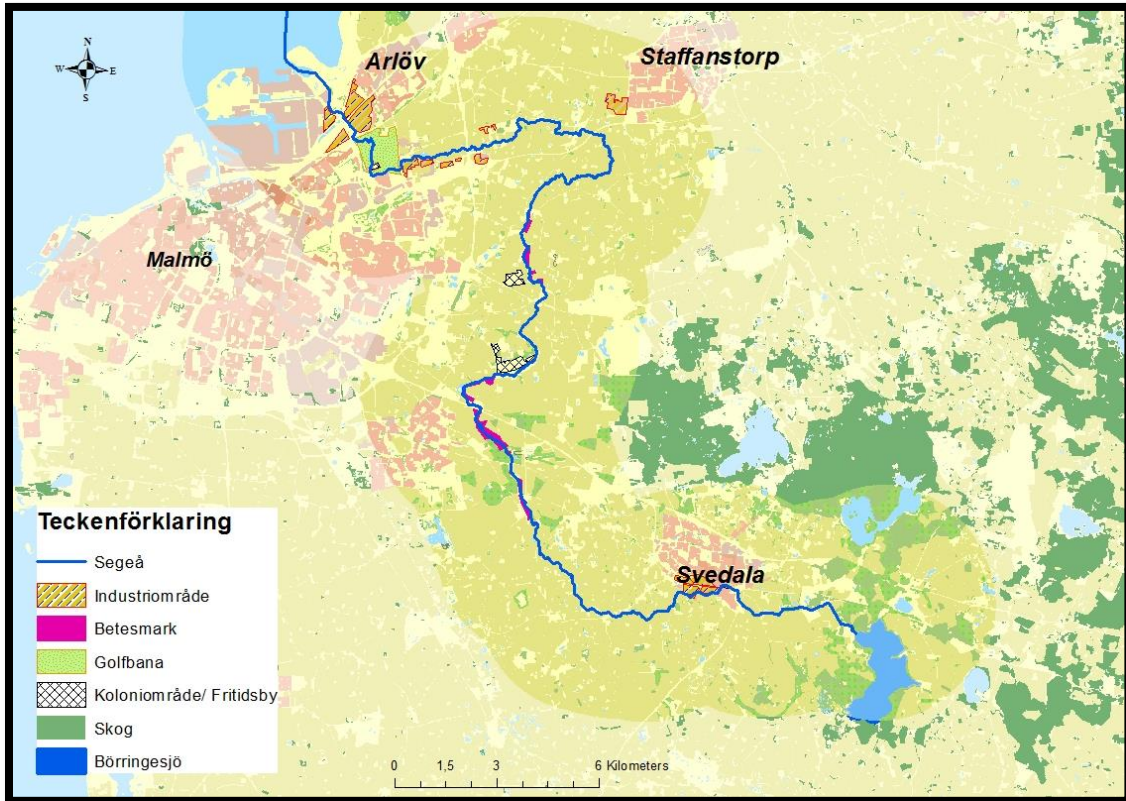 N
W E
S
Arlöv
Staffanstorp
Malmö
Svedala
Teckenförklaring
Segeå
Industriområde
Betesmark
Golfbana
Koloniområde/ Fritidsby
Skog
Börringesjö
0 1,5 3 6 Kilometers